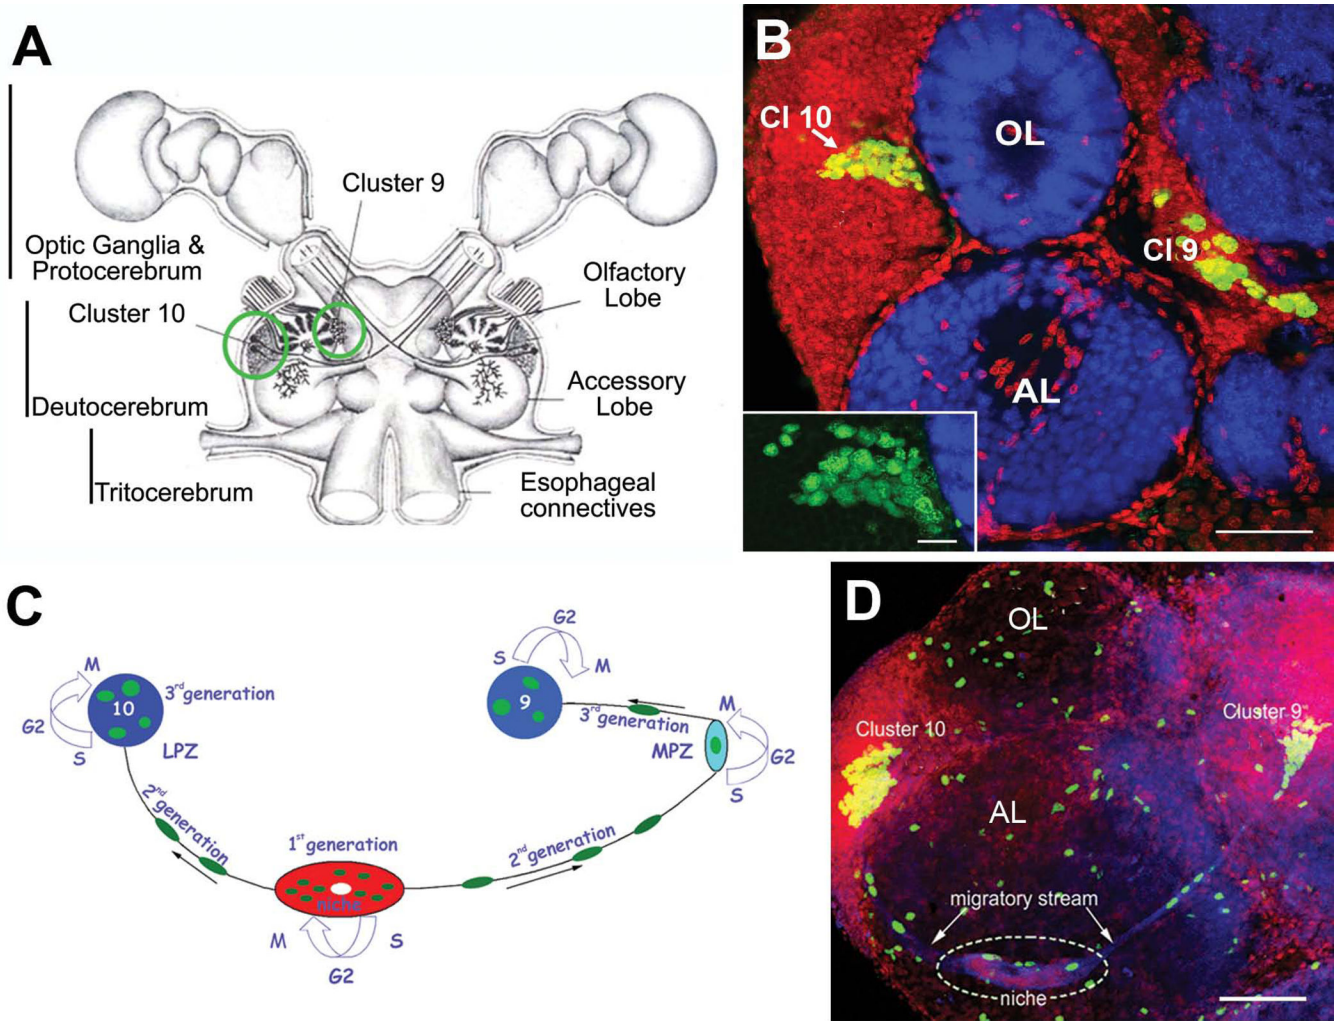 A
Cluster 9
Optic Ganglia &
Protocerebrum
Cluster 10
Olfactory
Lobe
Deutocerebrum
Accessory
Lobe
Tritocerebrum
Esophageal
connectives
B
Cl 10
OL
Cl 9
AL
C
M
3rd generation
10
G2
S
LPZ
2nd generation
1st generation
niche
M
S
G2
2nd generation
G2
S
M
9
3rd generation
M
MPZ
G2
S
D
OL
Cluster 10
Cluster 9
AL
migratory stream
niche